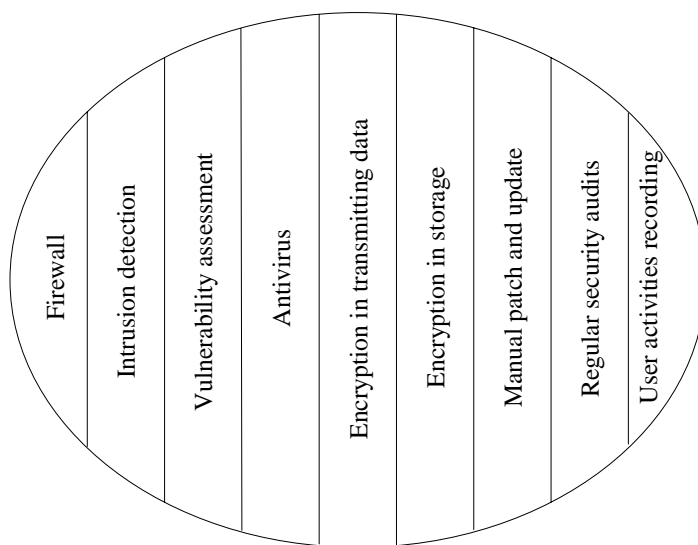 Firewall
Intrusion detection
Vulnerability assessment
Antivirus
Encryption in transmitting data
Encryption in storage
Manual patch and update
Regular security audits
User activities recording